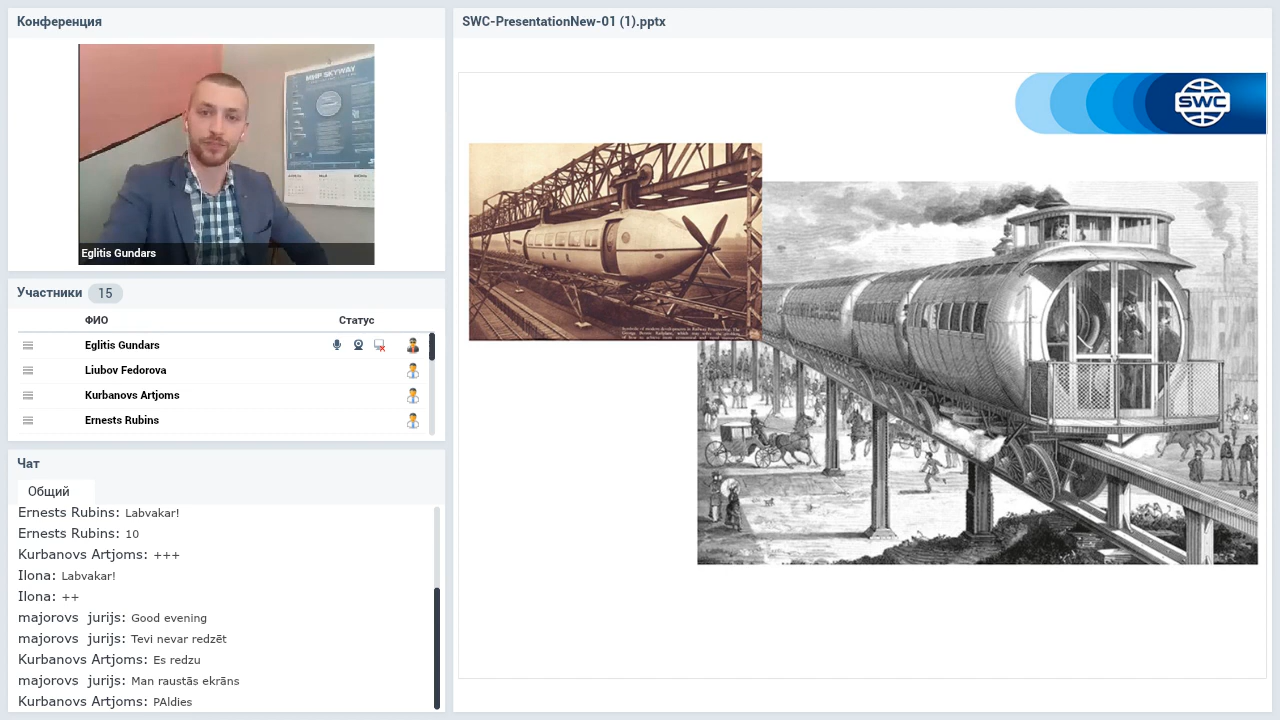 Конференция
МИР SKYWAY
Eglitis Gundars
Участники 15
ФИО Статус
Eglitis Gundars
Liubov Fedorova
Kurbanovs Artjoms
Ernests Rubins
Чат
Общий
Ernests Rubins: Labvakar!
Ernests Rubins: 10
Kurbanovs Artjoms: +++
Ilona: Labvakar!
Ilona: ++
majorovs jurijs: Good evening
majorovs jurijs: Tevi nevar redzēt
Kurbanovs Artjoms: Es redzu
majorovs jurijs: Man raustās ekrāns
Kurbanovs Artjoms: PAldies
SWC-PresentationNew-01 (1).pptx
SWC